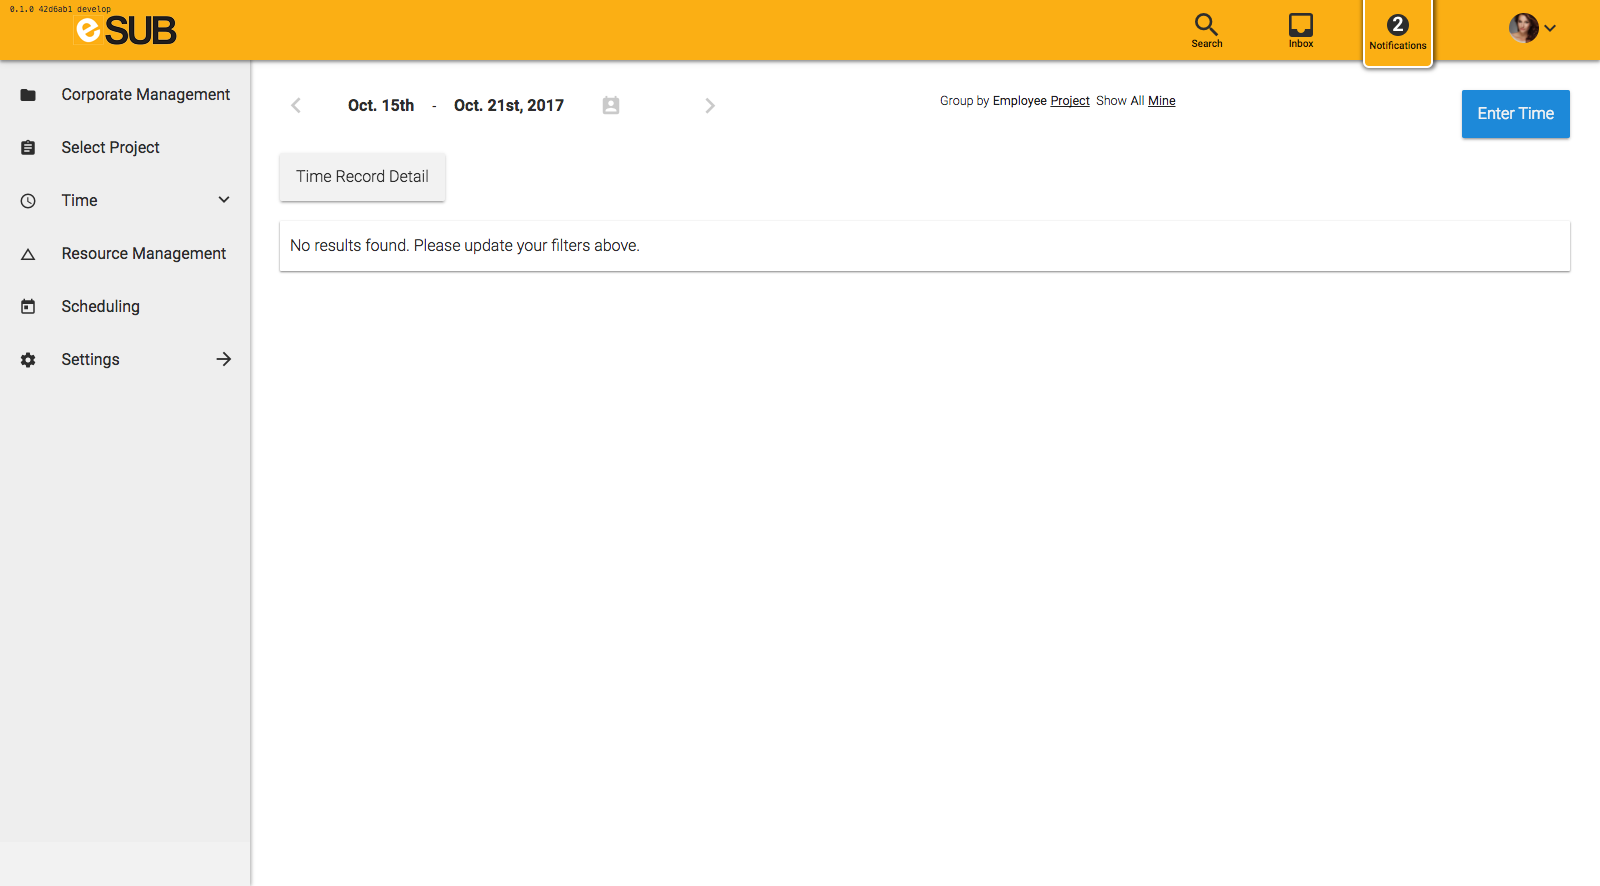 0.1.0 42d6ab1 develop
eSUB
Search
Inbox
2
Notifications
Corporate Management
Select Project
Time
Resource Management
Scheduling
Settings
Oct. 15th - Oct. 21st, 2017
Group by Employee Project Show All Mine
Enter Time
Time Record Detail
No results found. Please update your filters above.